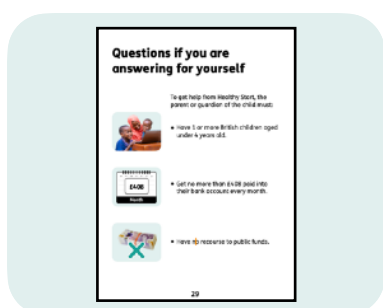 Questions if you are
answering for yourself
To get help from Healthy Start, the
parent or guardian of the child must:
• Have 1 or more British children aged
under 4 years old.
£408
Month
• Get no more than £408 paid into
their bank account every month.
• Have no recourse to public funds.
29